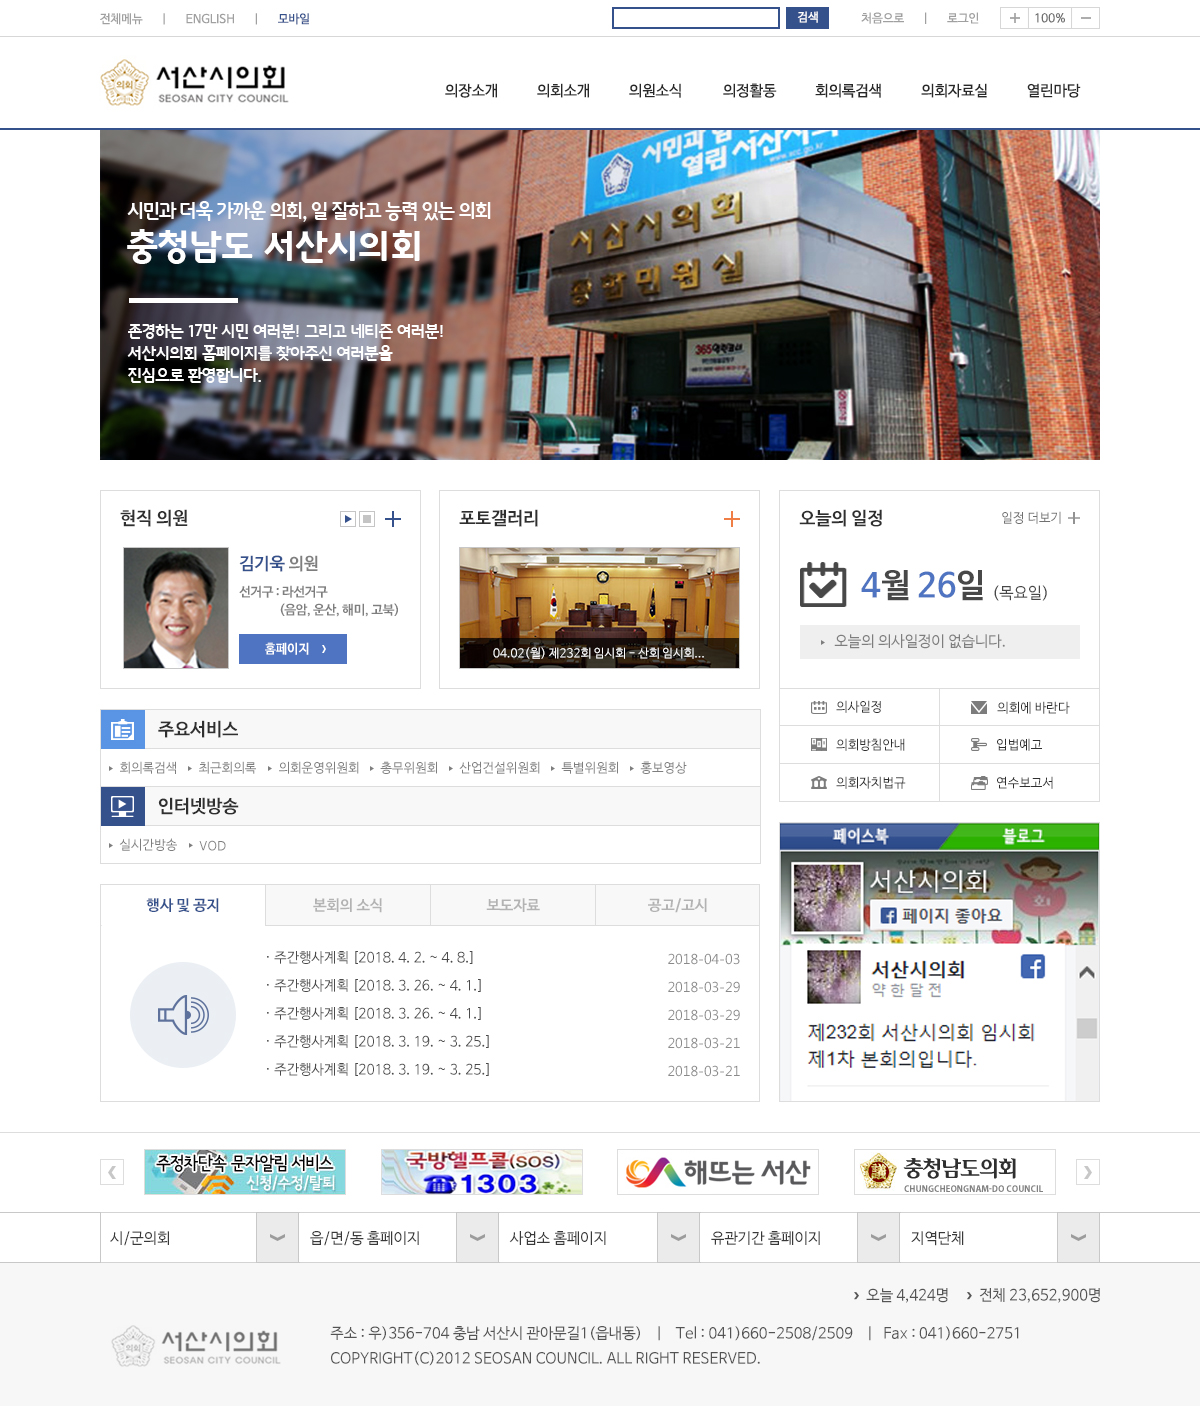 전체메뉴 | ENGLISH | 모바일
검색
처음으로 | 로그인
+ 100% −
서산시의회
SEOSAN CITY COUNCIL
의장소개 의회소개 의원소식 의정활동 회의록검색 의회자료실 열린마당
열림 서산시
www.scc.go.kr
서산시의회
종합민원실
시민과 더욱 가까운 의회, 일 잘하고 능력 있는 의회
충청남도 서산시의회
존경하는 17만 시민 여러분! 그리고 네티즌 여러분!
서산시의회 홈페이지를 찾아주신 여러분을
진심으로 환영합니다.
현직 의원
김기욱 의원
선거구 : 라선거구
(음암, 운산, 해미, 고북)
홈페이지
포토갤러리
04.02(월) 제232회 임시회 - 산회 임시회...
오늘의 일정
일정 더보기
4월 26일 (목요일)
오늘의 의사일정이 없습니다.
의사일정
의회에 바란다
의회방침안내
입법예고
의회자치법규
연수보고서
주요서비스
회의록검색 최근회의록 의회운영위원회 총무위원회 산업건설위원회 특별위원회 홍보영상
인터넷방송
실시간방송 VOD
페이스북 블로그
서산시의회
페이지 좋아요
서산시의회
약 한 달 전
제232회 서산시의회 임시회
제1차 본회의입니다.
행사 및 공지 본회의 소식 보도자료 공고/고시
· 주간행사계획 [2018. 4. 2. ~ 4. 8.] 2018-04-03
· 주간행사계획 [2018. 3. 26. ~ 4. 1.] 2018-03-29
· 주간행사계획 [2018. 3. 26. ~ 4. 1.] 2018-03-29
· 주간행사계획 [2018. 3. 19. ~ 3. 25.] 2018-03-21
· 주간행사계획 [2018. 3. 19. ~ 3. 25.] 2018-03-21
주정차단속 문자알림 서비스
신청/수정/탈퇴
국방헬프콜(SOS)
1303
해뜨는 서산
충청남도의회
CHUNGCHEONGNAM-DO COUNCIL
시/군의회 읍/면/동 홈페이지 사업소 홈페이지 유관기간 홈페이지 지역단체
오늘 4,424명 전체 23,652,900명
서산시의회
SEOSAN CITY COUNCIL
주소 : 우)356-704 충남 서산시 관아문길1(읍내동) | Tel : 041)660-2508/2509 | Fax : 041)660-2751
COPYRIGHT(C)2012 SEOSAN COUNCIL. ALL RIGHT RESERVED.